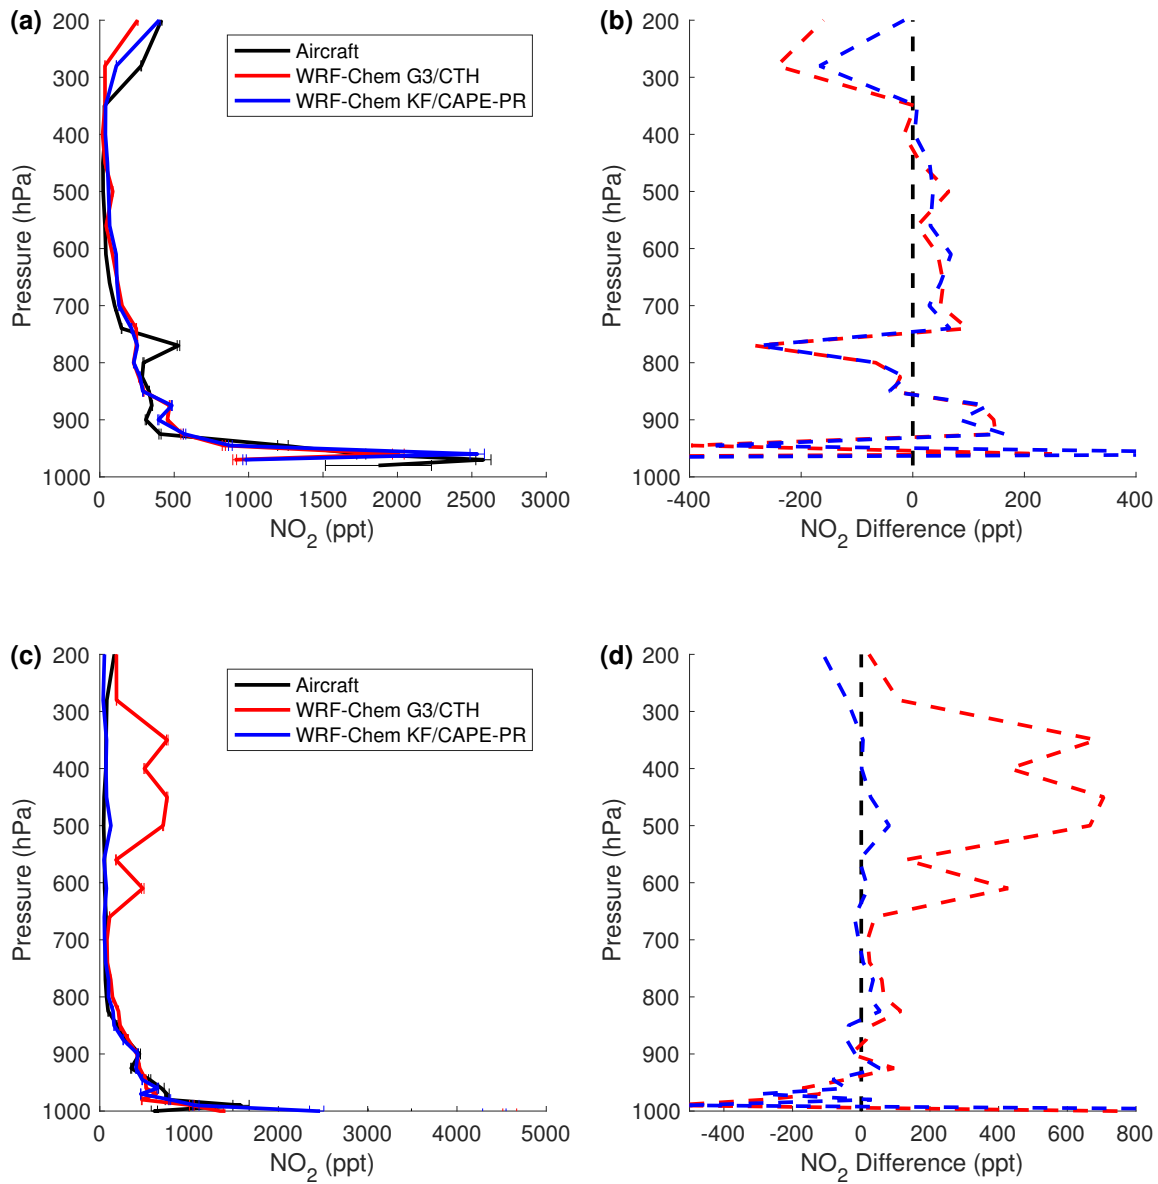 (a)
200
300
400
500
600
700
800
900
1000
Pressure (hPa)
0 500 1000 1500 2000 2500 3000
NO2 (ppt)
Aircraft
WRF-Chem G3/CTH
WRF-Chem KF/CAPE-PR
(b)
200
300
400
500
600
700
800
900
1000
Pressure (hPa)
-400 -200 0 200 400
NO2 Difference (ppt)
(c)
200
300
400
500
600
700
800
900
1000
Pressure (hPa)
0 1000 2000 3000 4000 5000
NO2 (ppt)
Aircraft
WRF-Chem G3/CTH
WRF-Chem KF/CAPE-PR
(d)
200
300
400
500
600
700
800
900
1000
Pressure (hPa)
-400 -200 0 200 400 600 800
NO2 Difference (ppt)